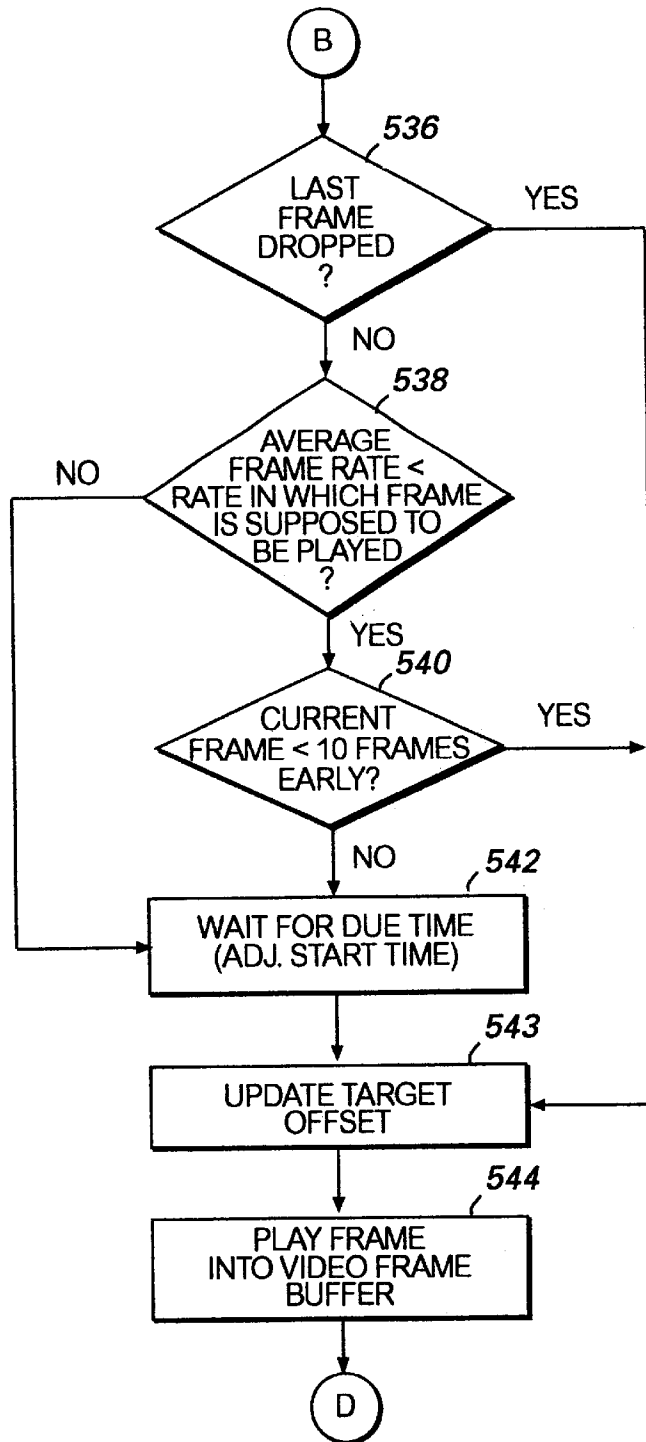 B
536
LAST
FRAME
DROPPED
?
YES
NO
538
AVERAGE
FRAME RATE <
RATE IN WHICH FRAME
IS SUPPOSED TO
BE PLAYED
?
NO
YES
540
CURRENT
FRAME < 10 FRAMES
EARLY?
YES
NO
542
WAIT FOR DUE TIME
(ADJ. START TIME)
543
UPDATE TARGET
OFFSET
544
PLAY FRAME
INTO VIDEO FRAME
BUFFER
D